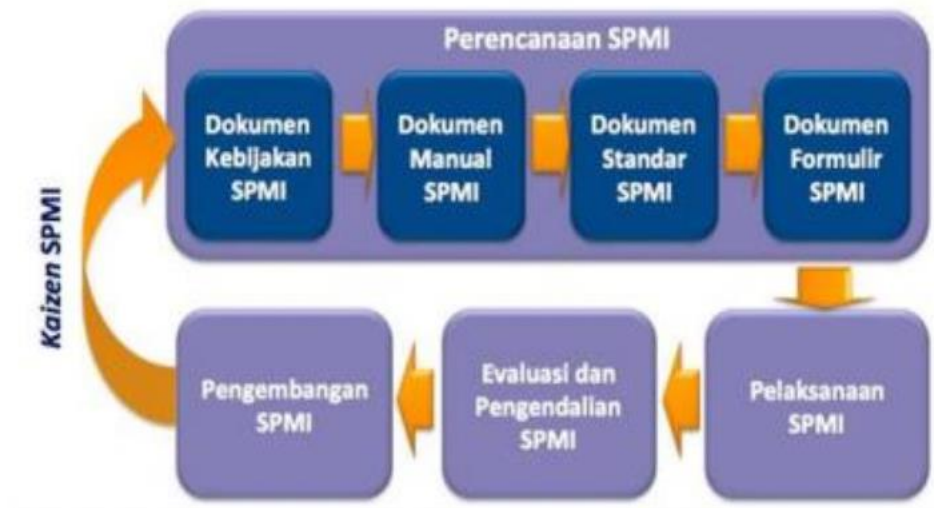 Perencanaan SPMI
Dokumen
Kebijakan
SPMI
Dokumen
Manual
SPMI
Dokumen
Standar
SPMI
Dokumen
Formulir
SPMI
Kaizen SPMI
Pengembangan
SPMI
Evaluasi dan
Pengendalian
SPMI
Pelaksanaan
SPMI